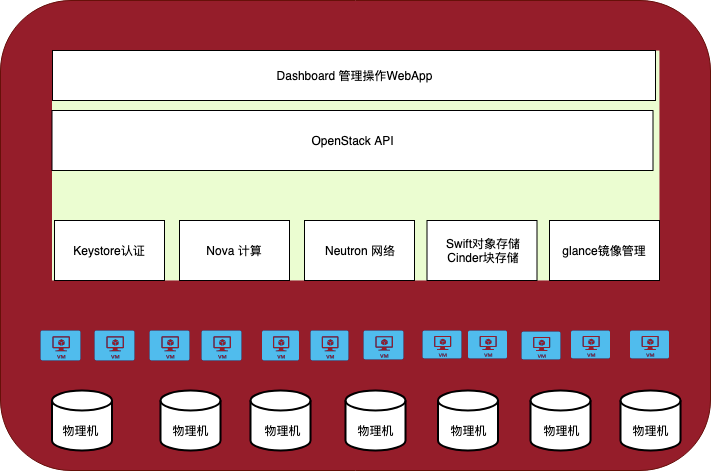 Dashboard 管理操作WebApp
OpenStack API
Keystore认证
Nova 计算
Neutron 网络
Swift对象存储
Cinder块存储
glance镜像管理
VM
VM
VM
VM
VM
VM
VM
VM
VM
VM
VM
VM
物理机
物理机
物理机
物理机
物理机
物理机
物理机